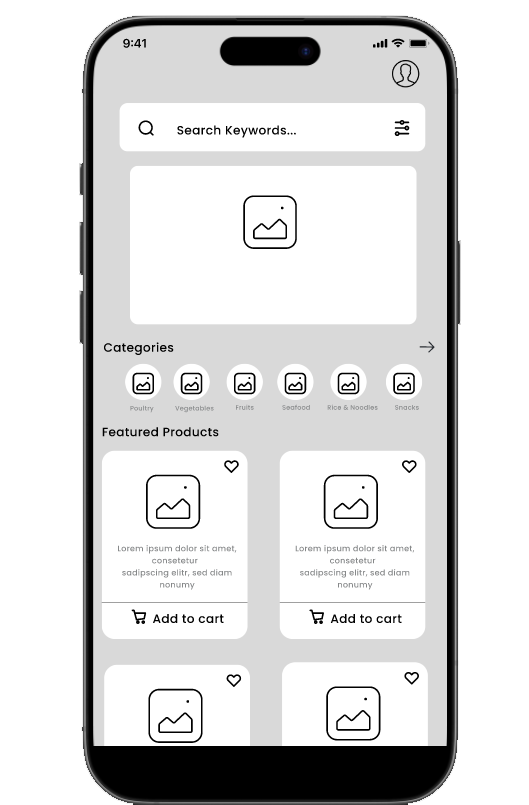 9:41
Search Keywords...
Categories
Poultry Vegetables Fruits Seafood Rice & Noodles Snacks
Featured Products
Lorem ipsum dolor sit amet,
consetetur
sadipscing elitr, sed diam
nonumy
Add to cart
Lorem ipsum dolor sit amet,
consetetur
sadipscing elitr, sed diam
nonumy
Add to cart